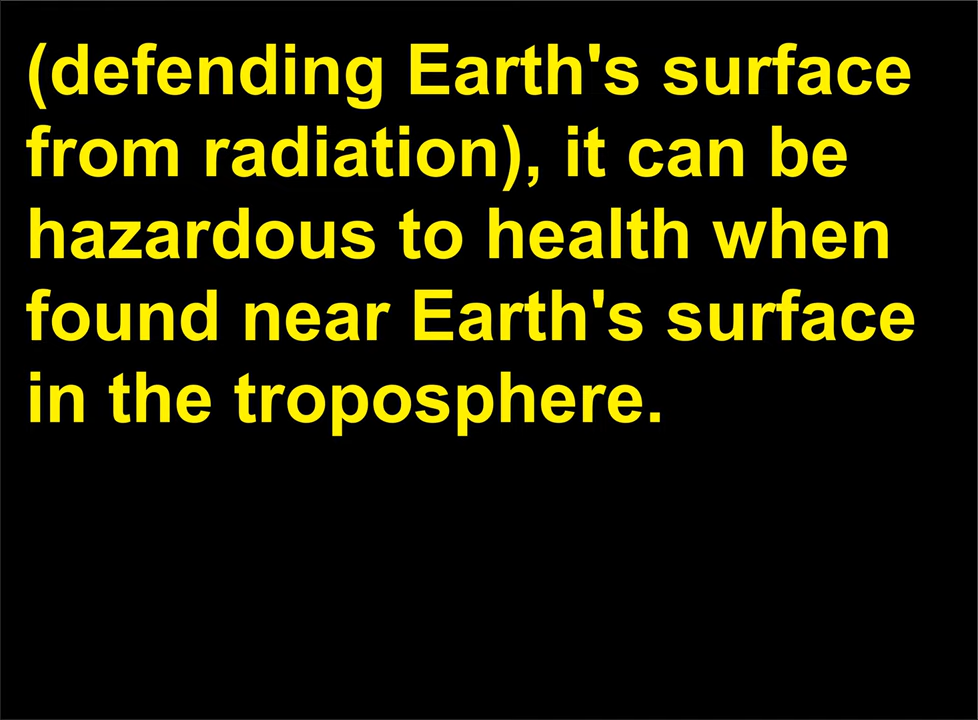 (defending Earth's surface
from radiation), it can be
hazardous to health when
found near Earth's surface
in the troposphere.